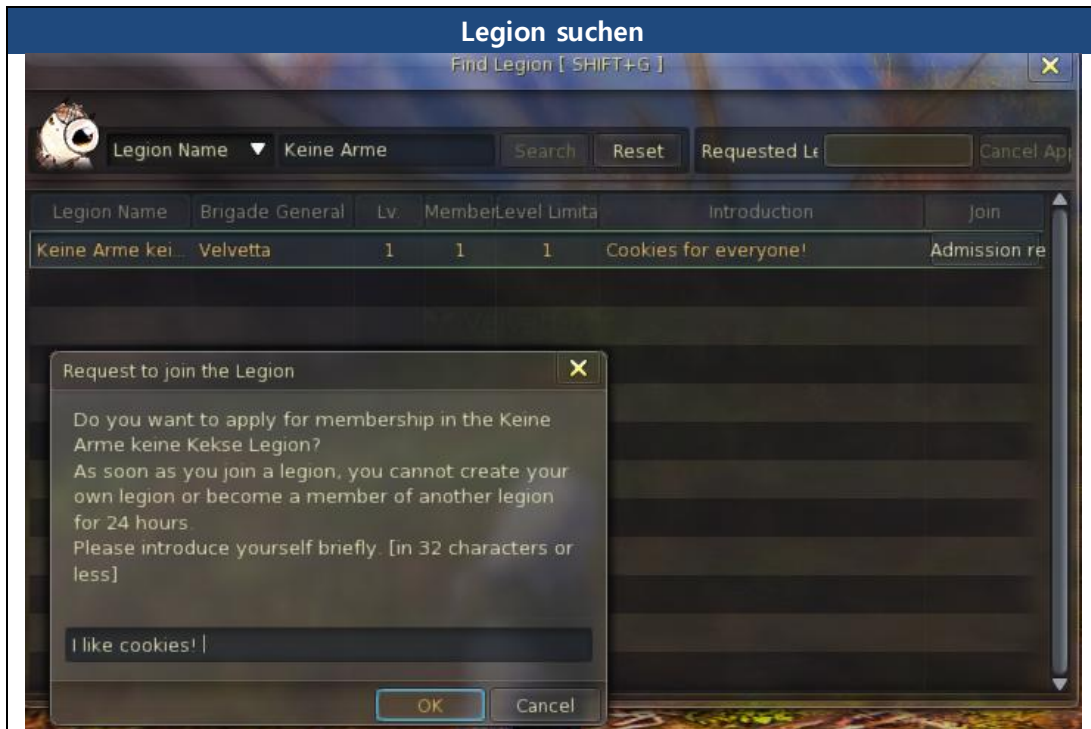 Legion suchen
Find Legion [ SHIFT+G ]
Legion Name Keine Arme Search Reset Requested Le Cancel App
Legion Name Brigade General Lv. Member Level Limita Introduction Join
Keine Arme kei... Velvetta 1 1 1 Cookies for everyone! Admission re
Request to join the Legion
Do you want to apply for membership in the Keine
Arme keine Kekse Legion?
As soon as you join a legion, you cannot create your
own legion or become a member of another legion
for 24 hours.
Please introduce yourself briefly. [in 32 characters or
less]
I like cookies!
OK Cancel